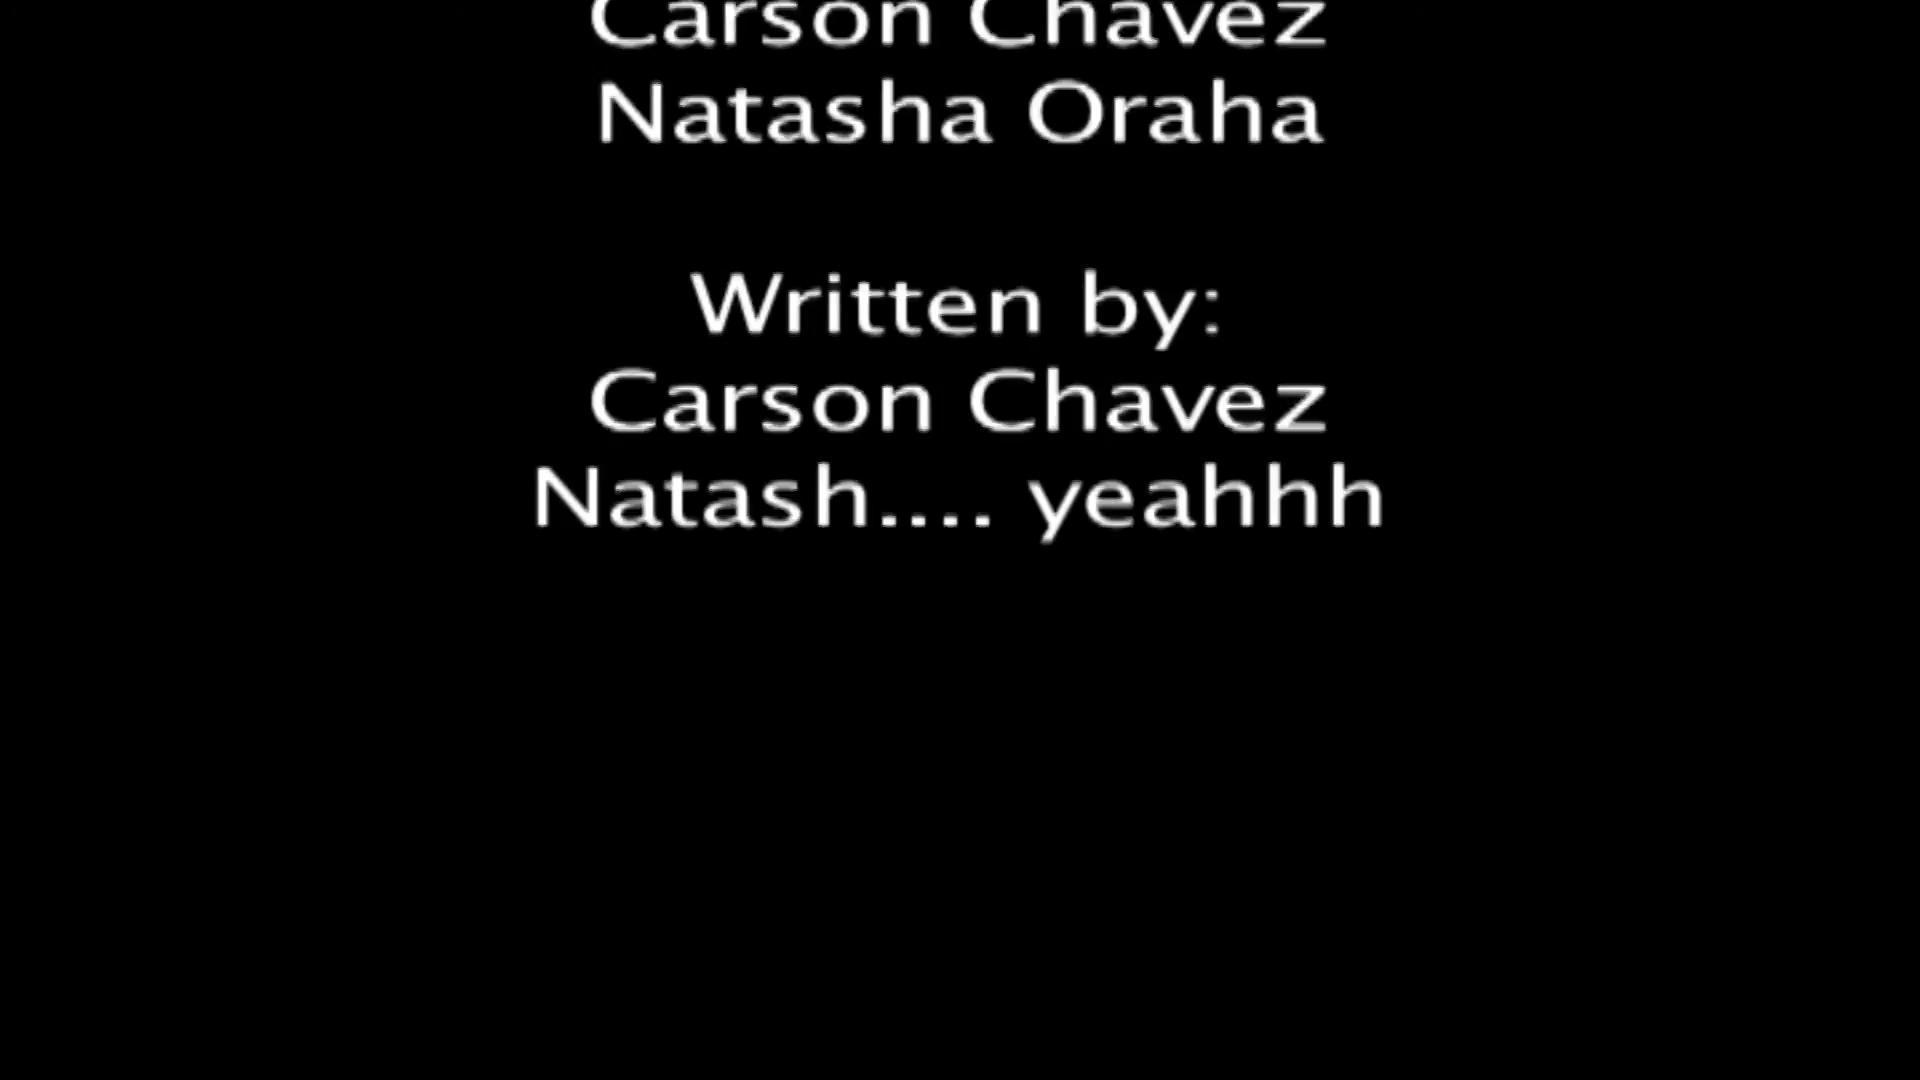 Carson Chavez
Natasha Oraha
Written by:
Carson Chavez
Natash.... yeahhh